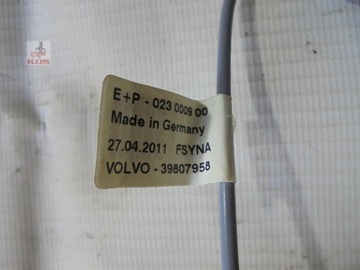 E+P - 023 0009 00
Made in Germany
27.04.2011 FSYNA
VOLVO - 39807958